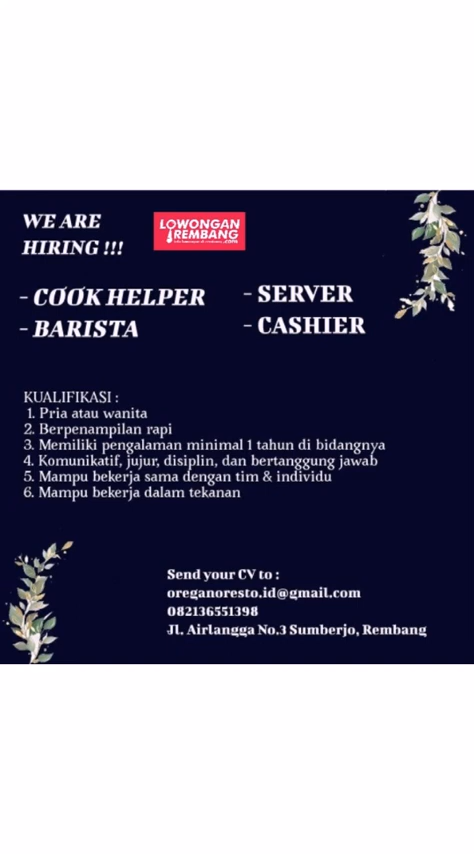 WE ARE
HIRING !!!
LOWONGAN
REMBANG
.com
- COOK HELPER
- BARISTA
- SERVER
- CASHIER
KUALIFIKASI :
1. Pria atau wanita
2. Berpenampilan rapi
3. Memiliki pengalaman minimal 1 tahun di bidangnya
4. Komunikatif, jujur, disiplin, dan bertanggung jawab
5. Mampu bekerja sama dengan tim & individu
6. Mampu bekerja dalam tekanan
Send your CV to :
oreganoresto.id@gmail.com
082136551398
Jl. Airlangga No.3 Sumberjo, Rembang